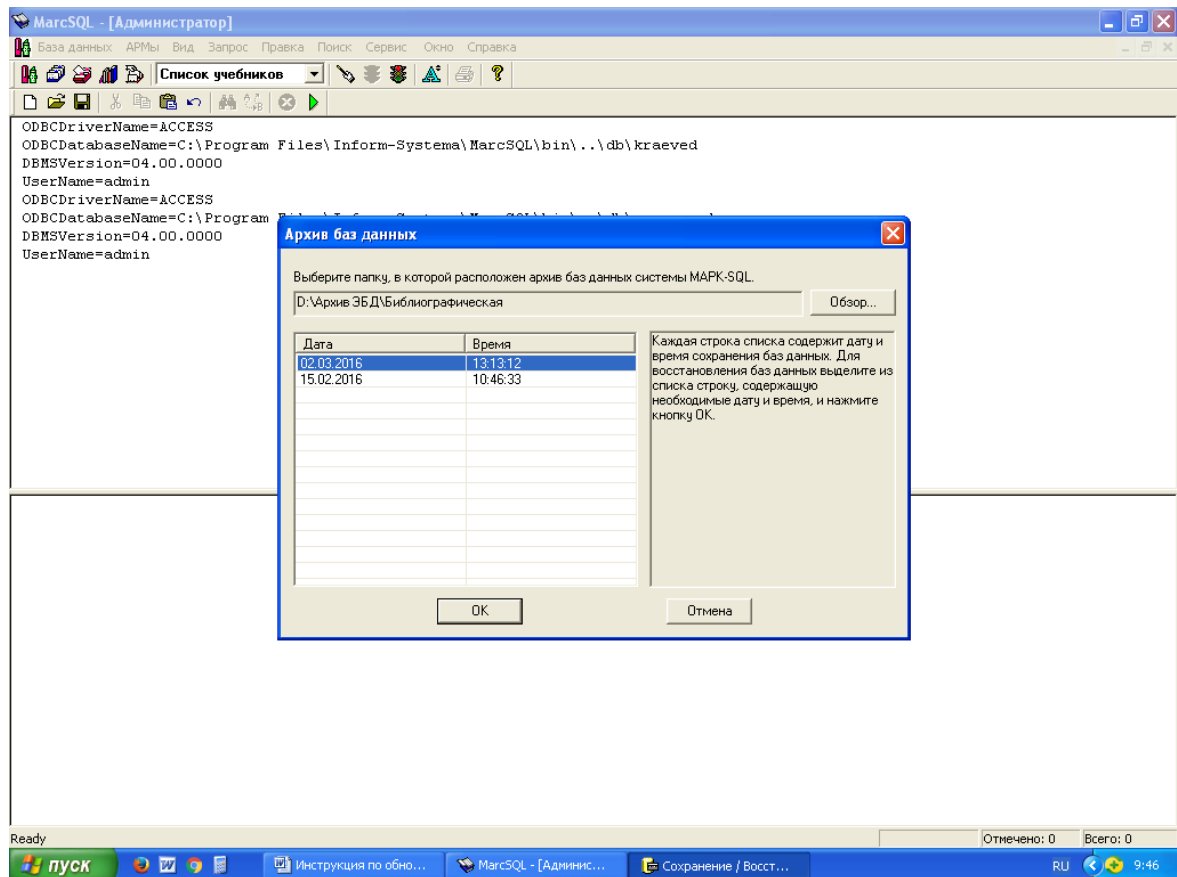 MarcSQL - [Администратор]
База данных АРМы Вид Запрос Правка Поиск Сервис Окно Справка
Список учебников
ODBCDriverName=ACCESS
ODBCDatabaseName=C:\Program Files\Inform-Systema\MarcSQL\bin\..\db\kraeved
DBMSVersion=04.00.0000
UserName=admin
ODBCDriverName=ACCESS
ODBCDatabaseName=C:\Program
DBMSVersion=04.00.0000
UserName=admin
Архив баз данных
Выберите папку, в которой расположен архив баз данных системы МАРК-SQL.
D:\Архив ЭБД\Библиографическая
Обзор...
Дата Время
02.03.2016 13:13:12
15.02.2016 10:46:33
Каждая строка списка содержит дату и
время сохранения баз данных. Для
восстановления баз данных выделите из
списка строку, содержащую
необходимые дату и время, и нажмите
кнопку ОК.
OK
Отмена
Ready
Отмечено: 0 Всего: 0
пуск
Инструкция по обно...
MarcSQL - [Админис...
Сохранение / Восст...
RU 9:46